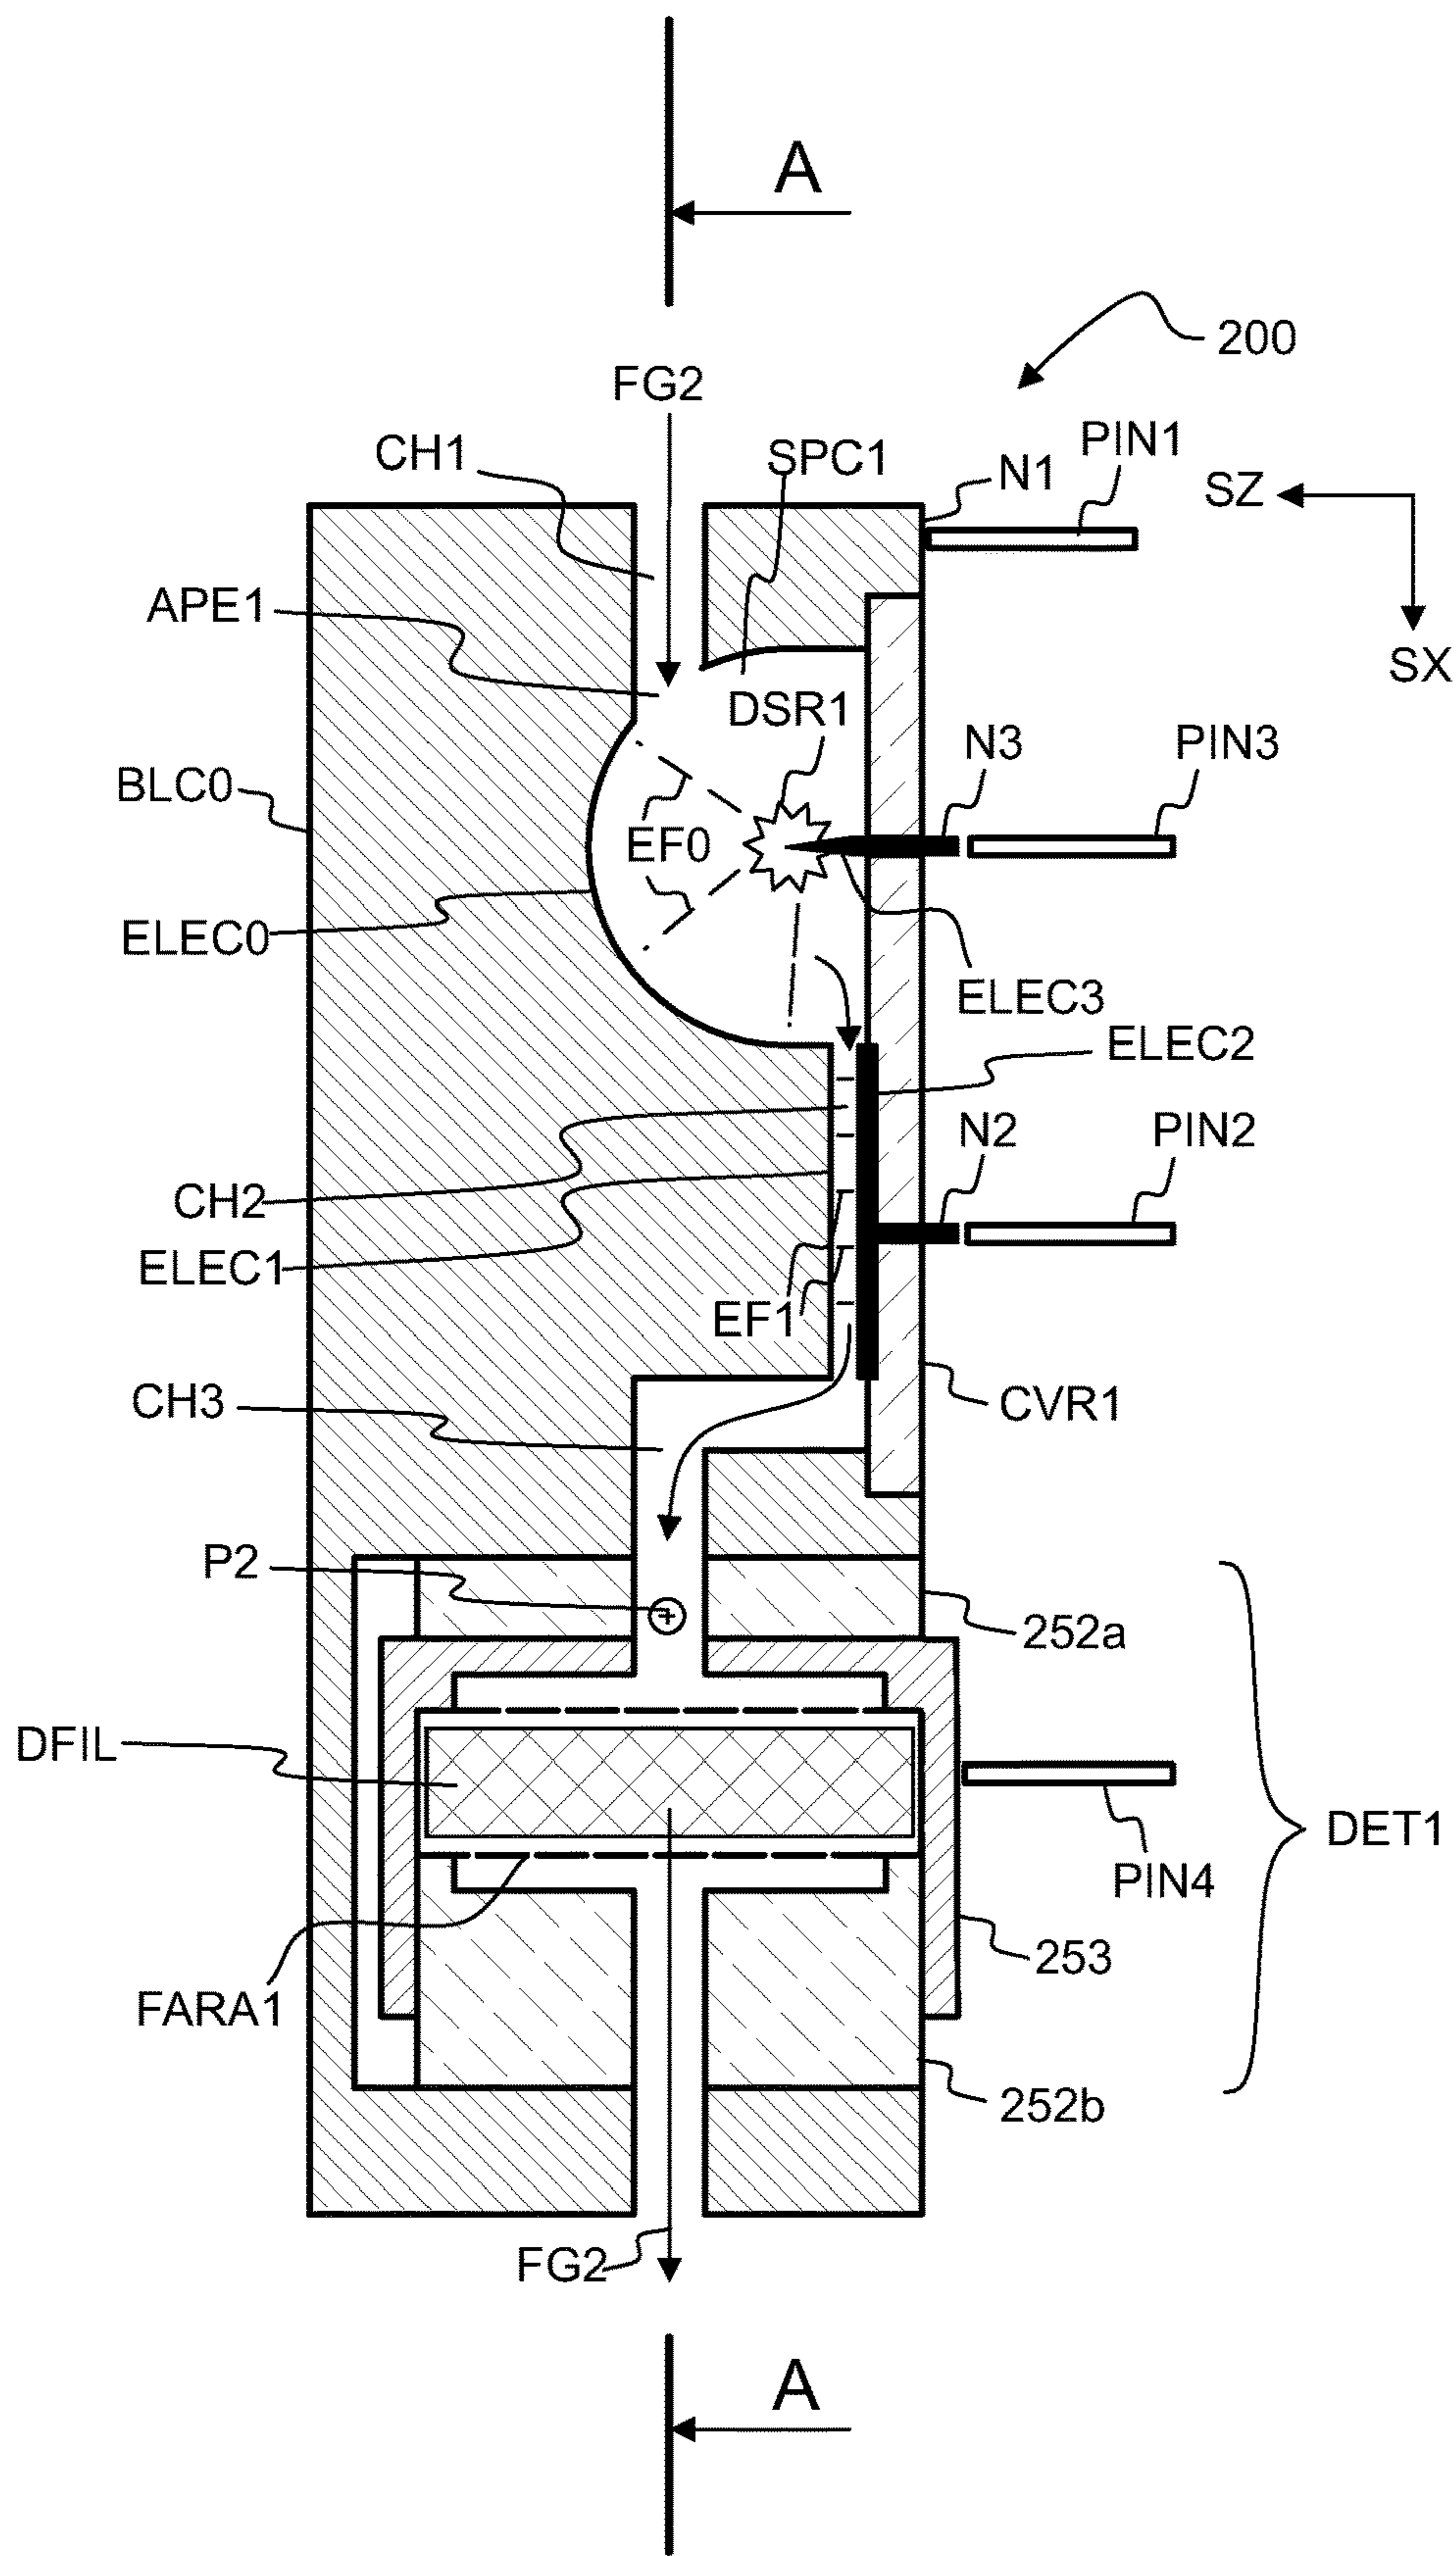 A
200
FG2
PIN1
CH1
SPC1
N1
SZ
APE1
SX
DSR1
N3
PIN3
BLC0
EF0
ELEC0
ELEC3
ELEC2
N2
PIN2
CH2
ELEC1
EF1
CH3
CVR1
P2
252a
DFIL
DET1
PIN4
253
FARA1
252b
FG2
A